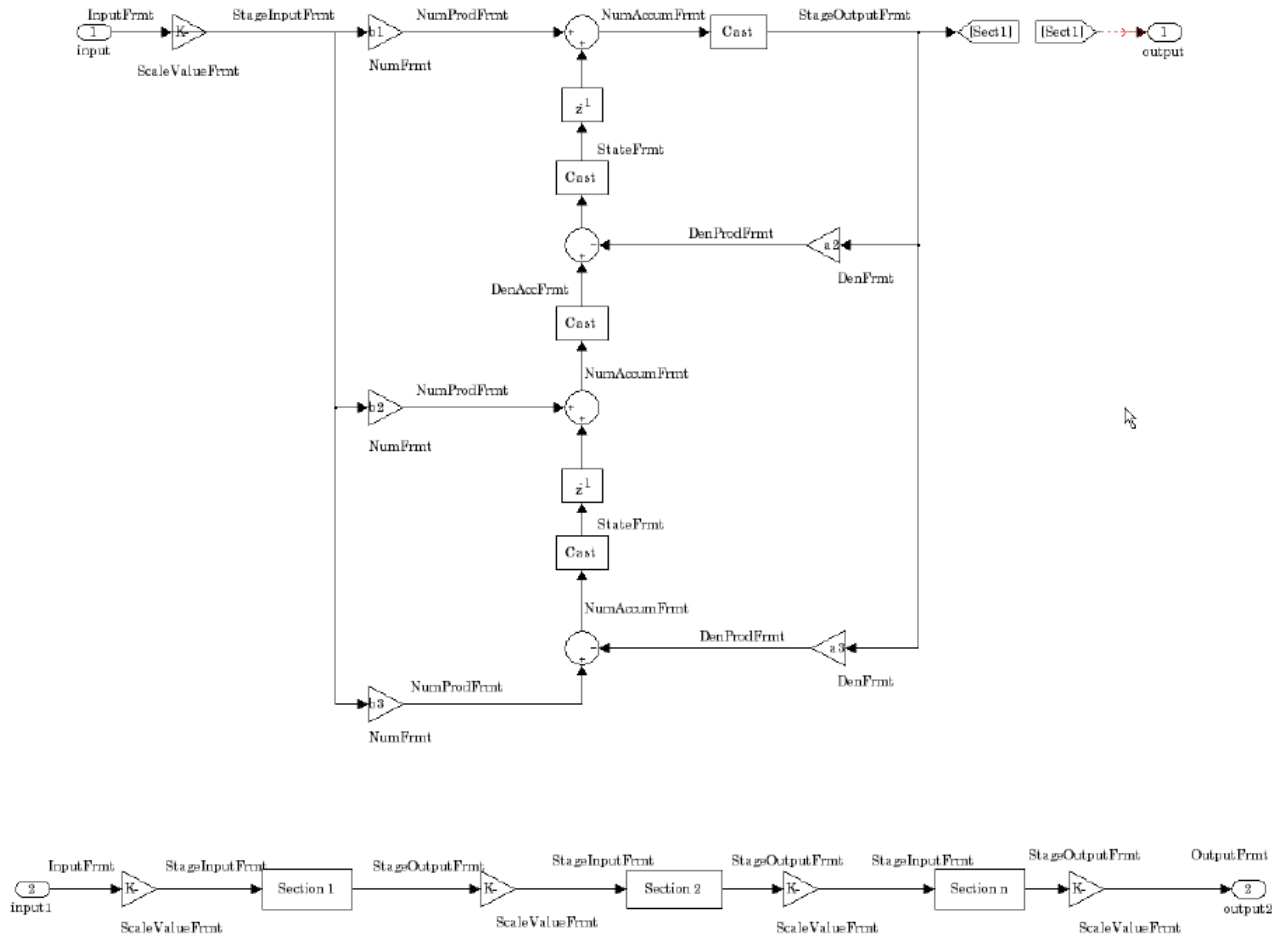 InputFrmt
StageInputFrmt
NumProdFrmt
NumAccumFrmt
StageOutputFrmt
1
K-
b1
+
+
Cast
[Sect1]
[Sect1]
1
input
output
ScaleValueFrmt
NumFrmt
z-1
StateFrmt
Cast
DenProdFrmt
-
+
a2
DenAccFrmt
DenFrmt
Cast
NumAccumFrmt
NumProdFrmt
b2
+
+
NumFrmt
z-1
StateFrmt
Cast
NumAccumFrmt
DenProdFrmt
-
+
a3
DenFrmt
NumProdFrmt
b3
NumFrmt
InputFrmt
StageInputFrmt
StageOutputFrmt
StageInputFrmt
StageOutputFrmt
StageInputFrmt
StageOutputFrmt
OutputFrmt
2
K-
Section 1
K-
Section 2
K-
Section n
K-
2
input1
output2
ScaleValueFrmt
ScaleValueFrmt
ScaleValueFrmt
ScaleValueFrmt